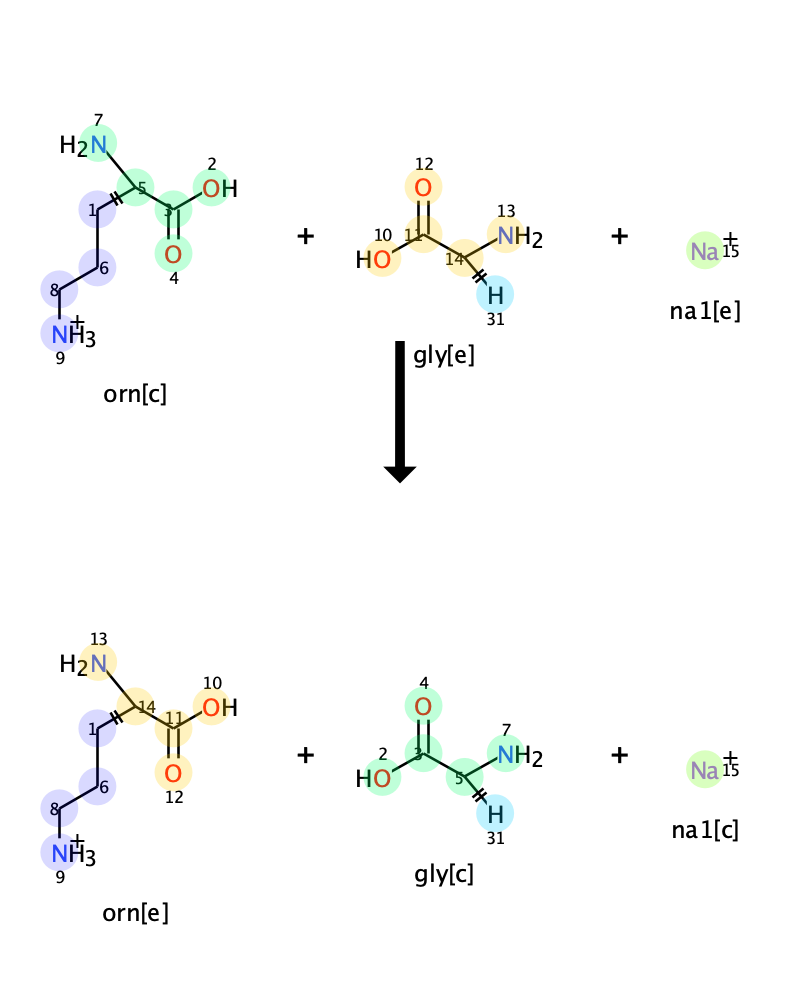 7
H2N
12
2
5
OH
O
13
1
3
10
11
NH2
+
+
Na+
15
O
HO
14
6
4
H
8
31
na1[e]
NH3+
9
gly[e]
orn[c]
13
H2N
4
10
14
OH
O
7
1
11
2
3
NH2
+
+
Na+
15
O
HO
5
6
12
H
8
31
na1[c]
NH3+
9
gly[c]
orn[e]